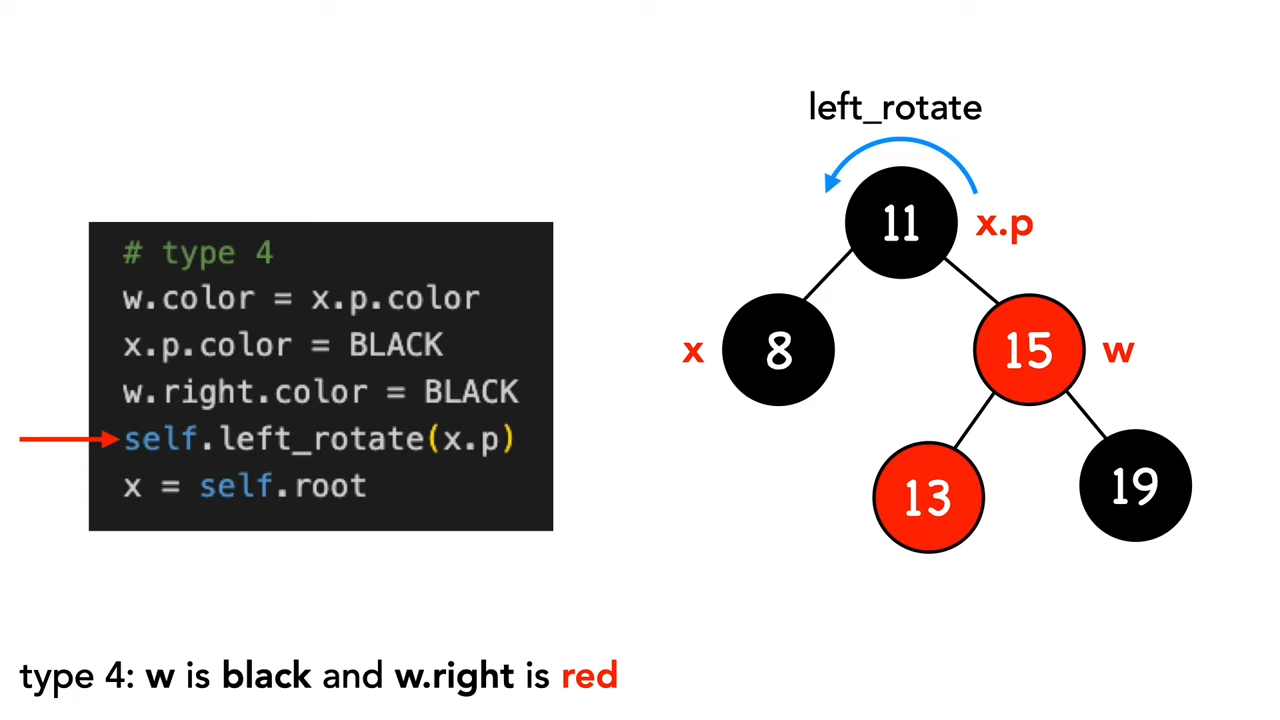 left_rotate
11
x.p
x
8
15
w
13
19
# type 4
w.color = x.p.color
x.p.color = BLACK
w.right.color = BLACK
self.left_rotate(x.p)
x = self.root
type 4: w is black and w.right is red